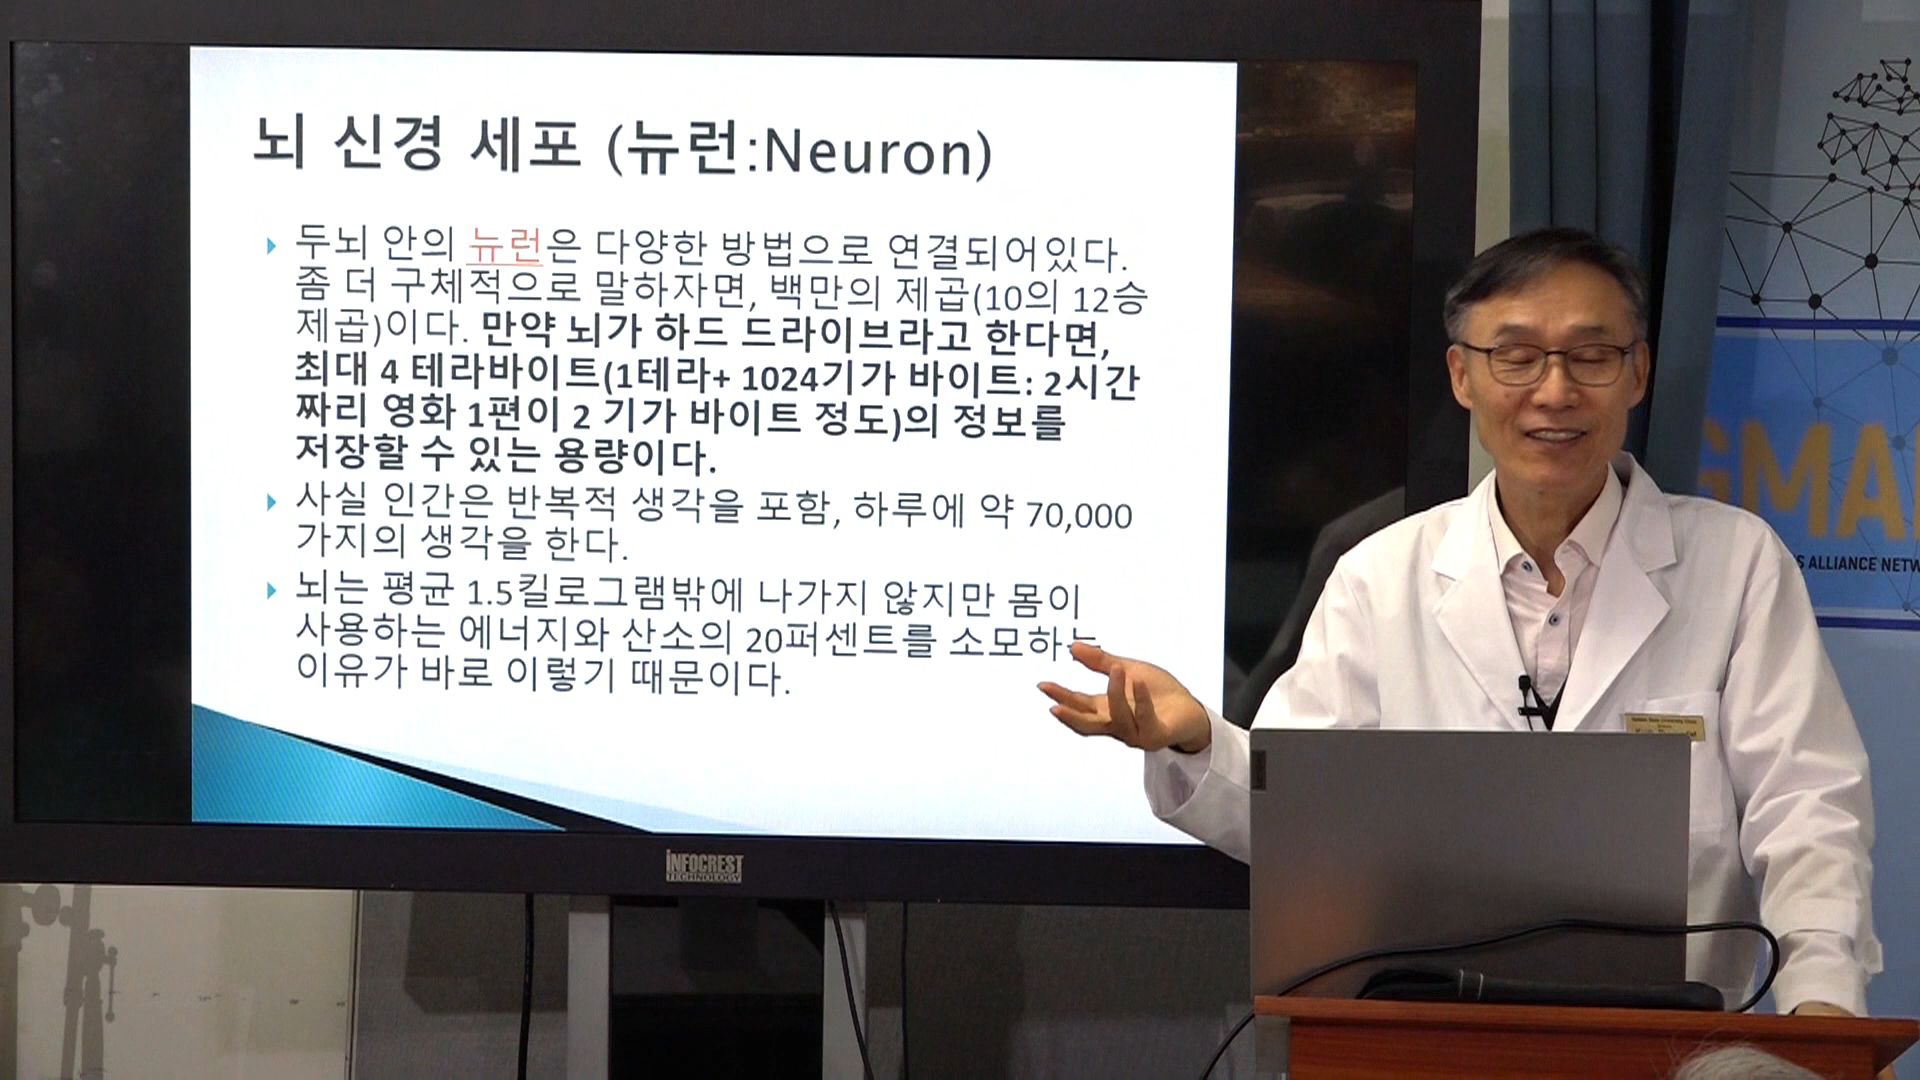 뇌 신경 세포 (뉴런:Neuron)
두뇌 안의 뉴런은 다양한 방법으로 연결되어있다.
좀 더 구체적으로 말하자면, 백만의 제곱(10의 12승
제곱)이다. 만약 뇌가 하드 드라이브라고 한다면,
최대 4 테라바이트(1테라+ 1024기가 바이트: 2시간
짜리 영화 1편이 2 기가 바이트 정도)의 정보를
저장할 수 있는 용량이다.
사실 인간은 반복적 생각을 포함, 하루에 약 70,000
가지의 생각을 한다.
뇌는 평균 1.5킬로그램밖에 나가지 않지만 몸이
사용하는 에너지와 산소의 20퍼센트를 소모하는
이유가 바로 이렇기 때문이다.
INFOCREST
TECHNOLOGY
GMA
ALLIANCE NETW